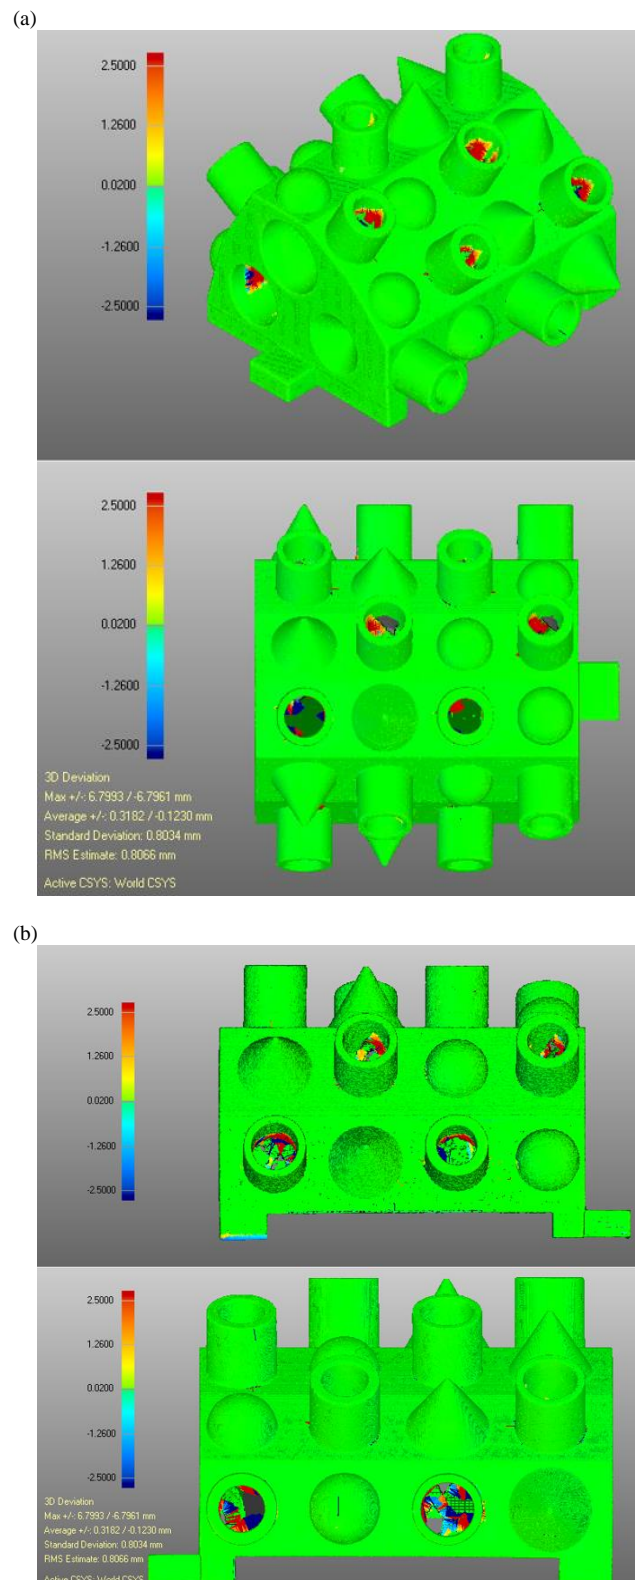 (a)
2.5000
1.2600
0.0200
-1.2600
-2.5000
2.5000
1.2600
0.0200
-1.2600
-2.5000
3D Deviation
Max +/-: 6.7993 / -6.7961 mm
Average +/-: 0.3182 / -0.1230 mm
Standard Deviation: 0.8034 mm
RMS Estimate: 0.8066 mm
Active CSYS: World CSYS
(b)
2.5000
1.2600
0.0200
-1.2600
-2.5000
2.5000
1.2600
0.0200
-1.2600
-2.5000
3D Deviation
Max +/-: 6.7993 / -6.7961 mm
Average +/-: 0.3182 / -0.1230 mm
Standard Deviation: 0.8034 mm
RMS Estimate: 0.8066 mm
Active CSYS: World CSYS